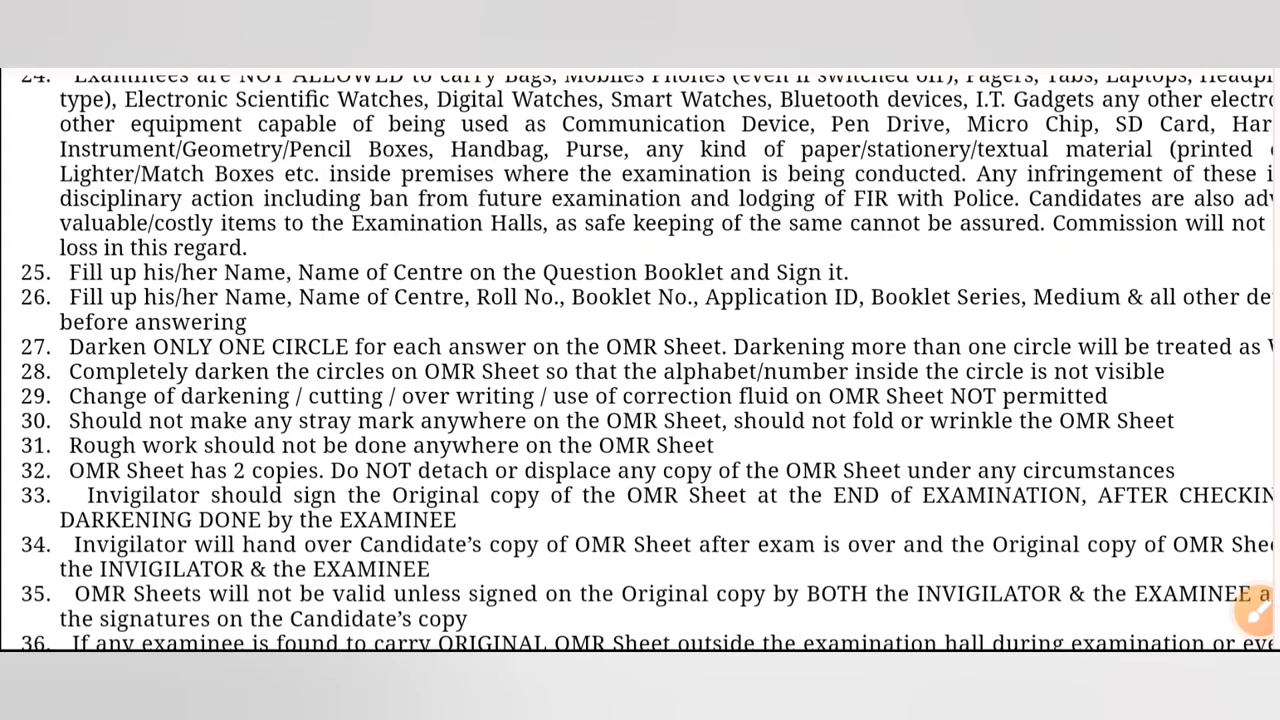 24. Examinees are NOT ALLOWED to carry Bags, Mobiles Phones (even if switched off), Pagers, Tabs, Laptops,
type), Electronic Scientific Watches, Digital Watches, Smart Watches, Bluetooth devices, I.T. Gadgets any other
other equipment capable of being used as Communication Device, Pen Drive, Micro Chip, SD Card,
Instrument/Geometry/Pencil Boxes, Handbag, Purse, any kind of paper/stationery/textual material (printed
Lighter/Match Boxes etc. inside premises where the examination is being conducted. Any infringement of these
disciplinary action including ban from future examination and lodging of FIR with Police. Candidates are also
valuable/costly items to the Examination Halls, as safe keeping of the same cannot be assured. Commission will not
loss in this regard.
25. Fill up his/her Name, Name of Centre on the Question Booklet and Sign it.
26. Fill up his/her Name, Name of Centre, Roll No., Booklet No., Application ID, Booklet Series, Medium & all other
before answering
27. Darken ONLY ONE CIRCLE for each answer on the OMR Sheet. Darkening more than one circle will be treated as
28. Completely darken the circles on OMR Sheet so that the alphabet/number inside the circle is not visible
29. Change of darkening / cutting / over writing / use of correction fluid on OMR Sheet NOT permitted
30. Should not make any stray mark anywhere on the OMR Sheet, should not fold or wrinkle the OMR Sheet
31. Rough work should not be done anywhere on the OMR Sheet
32. OMR Sheet has 2 copies. Do NOT detach or displace any copy of the OMR Sheet under any circumstances
33. Invigilator should sign the Original copy of the OMR Sheet at the END of EXAMINATION, AFTER
DARKENING DONE by the EXAMINEE
34. Invigilator will hand over Candidate's copy of OMR Sheet after exam is over and the Original copy of OMR
the INVIGILATOR & the EXAMINEE
35. OMR Sheets will not be valid unless signed on the Original copy by BOTH the INVIGILATOR & the EXAMINEE
the signatures on the Candidate's copy
36. If any examinee is found to carry ORIGINAL OMR Sheet outside the examination hall during examination or